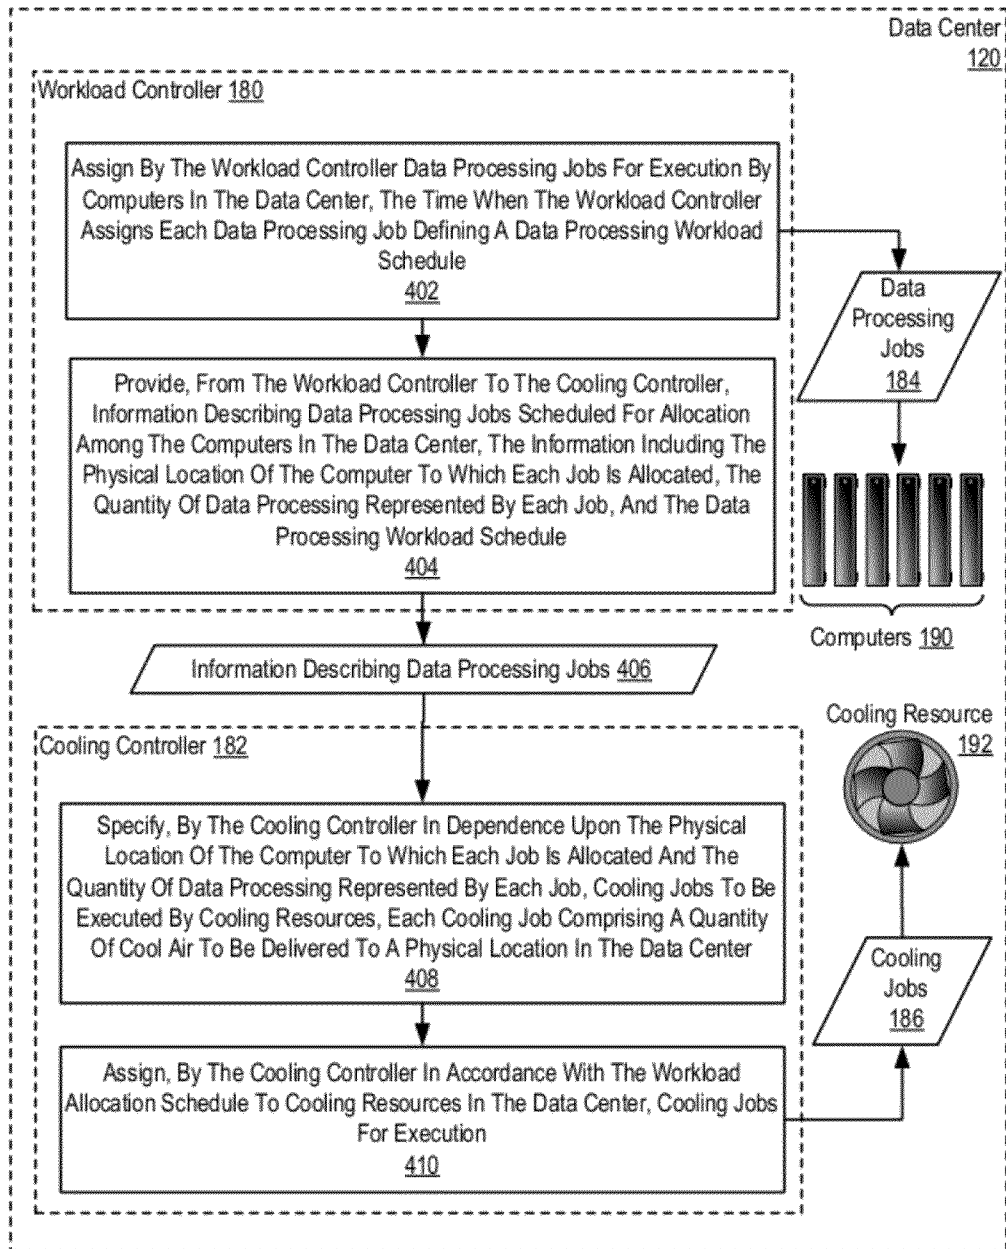 Data Center
120
Workload Controller 180
Assign By The Workload Controller Data Processing Jobs For Execution By
Computers In The Data Center, The Time When The Workload Controller
Assigns Each Data Processing Job Defining A Data Processing Workload
Schedule
402
Data
Processing
Jobs
184
Provide, From The Workload Controller To The Cooling Controller,
Information Describing Data Processing Jobs Scheduled For Allocation
Among The Computers In The Data Center, The Information Including The
Physical Location Of The Computer To Which Each Job Is Allocated, The
Quantity Of Data Processing Represented By Each Job, And The Data
Processing Workload Schedule
404
Computers 190
Information Describing Data Processing Jobs 406
Cooling Resource
192
Cooling Controller 182
Specify, By The Cooling Controller In Dependence Upon The Physical
Location Of The Computer To Which Each Job Is Allocated And The
Quantity Of Data Processing Represented By Each Job, Cooling Jobs To Be
Executed By Cooling Resources, Each Cooling Job Comprising A Quantity
Of Cool Air To Be Delivered To A Physical Location In The Data Center
408
Cooling
Jobs
186
Assign, By The Cooling Controller In Accordance With The Workload
Allocation Schedule To Cooling Resources In The Data Center, Cooling Jobs
For Execution
410